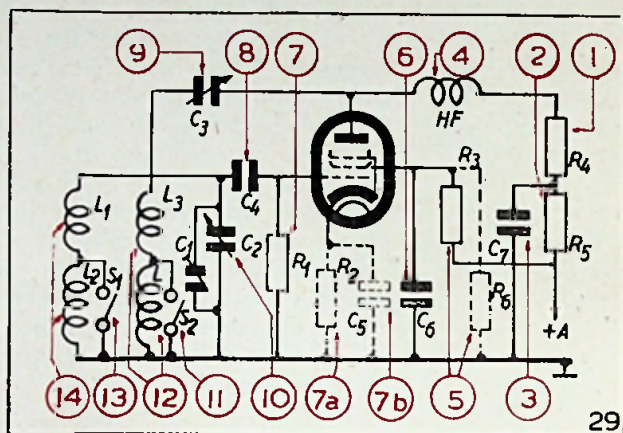 9 8 7 6 4 2 1
C3 HF
R3 R4
C4
L1 L3 C1 C2 R1 C7 R5
R2
L2 S1 L S2 C5 C6 R6
+A
14 13 12 11 10 7a 7b 5 3
29